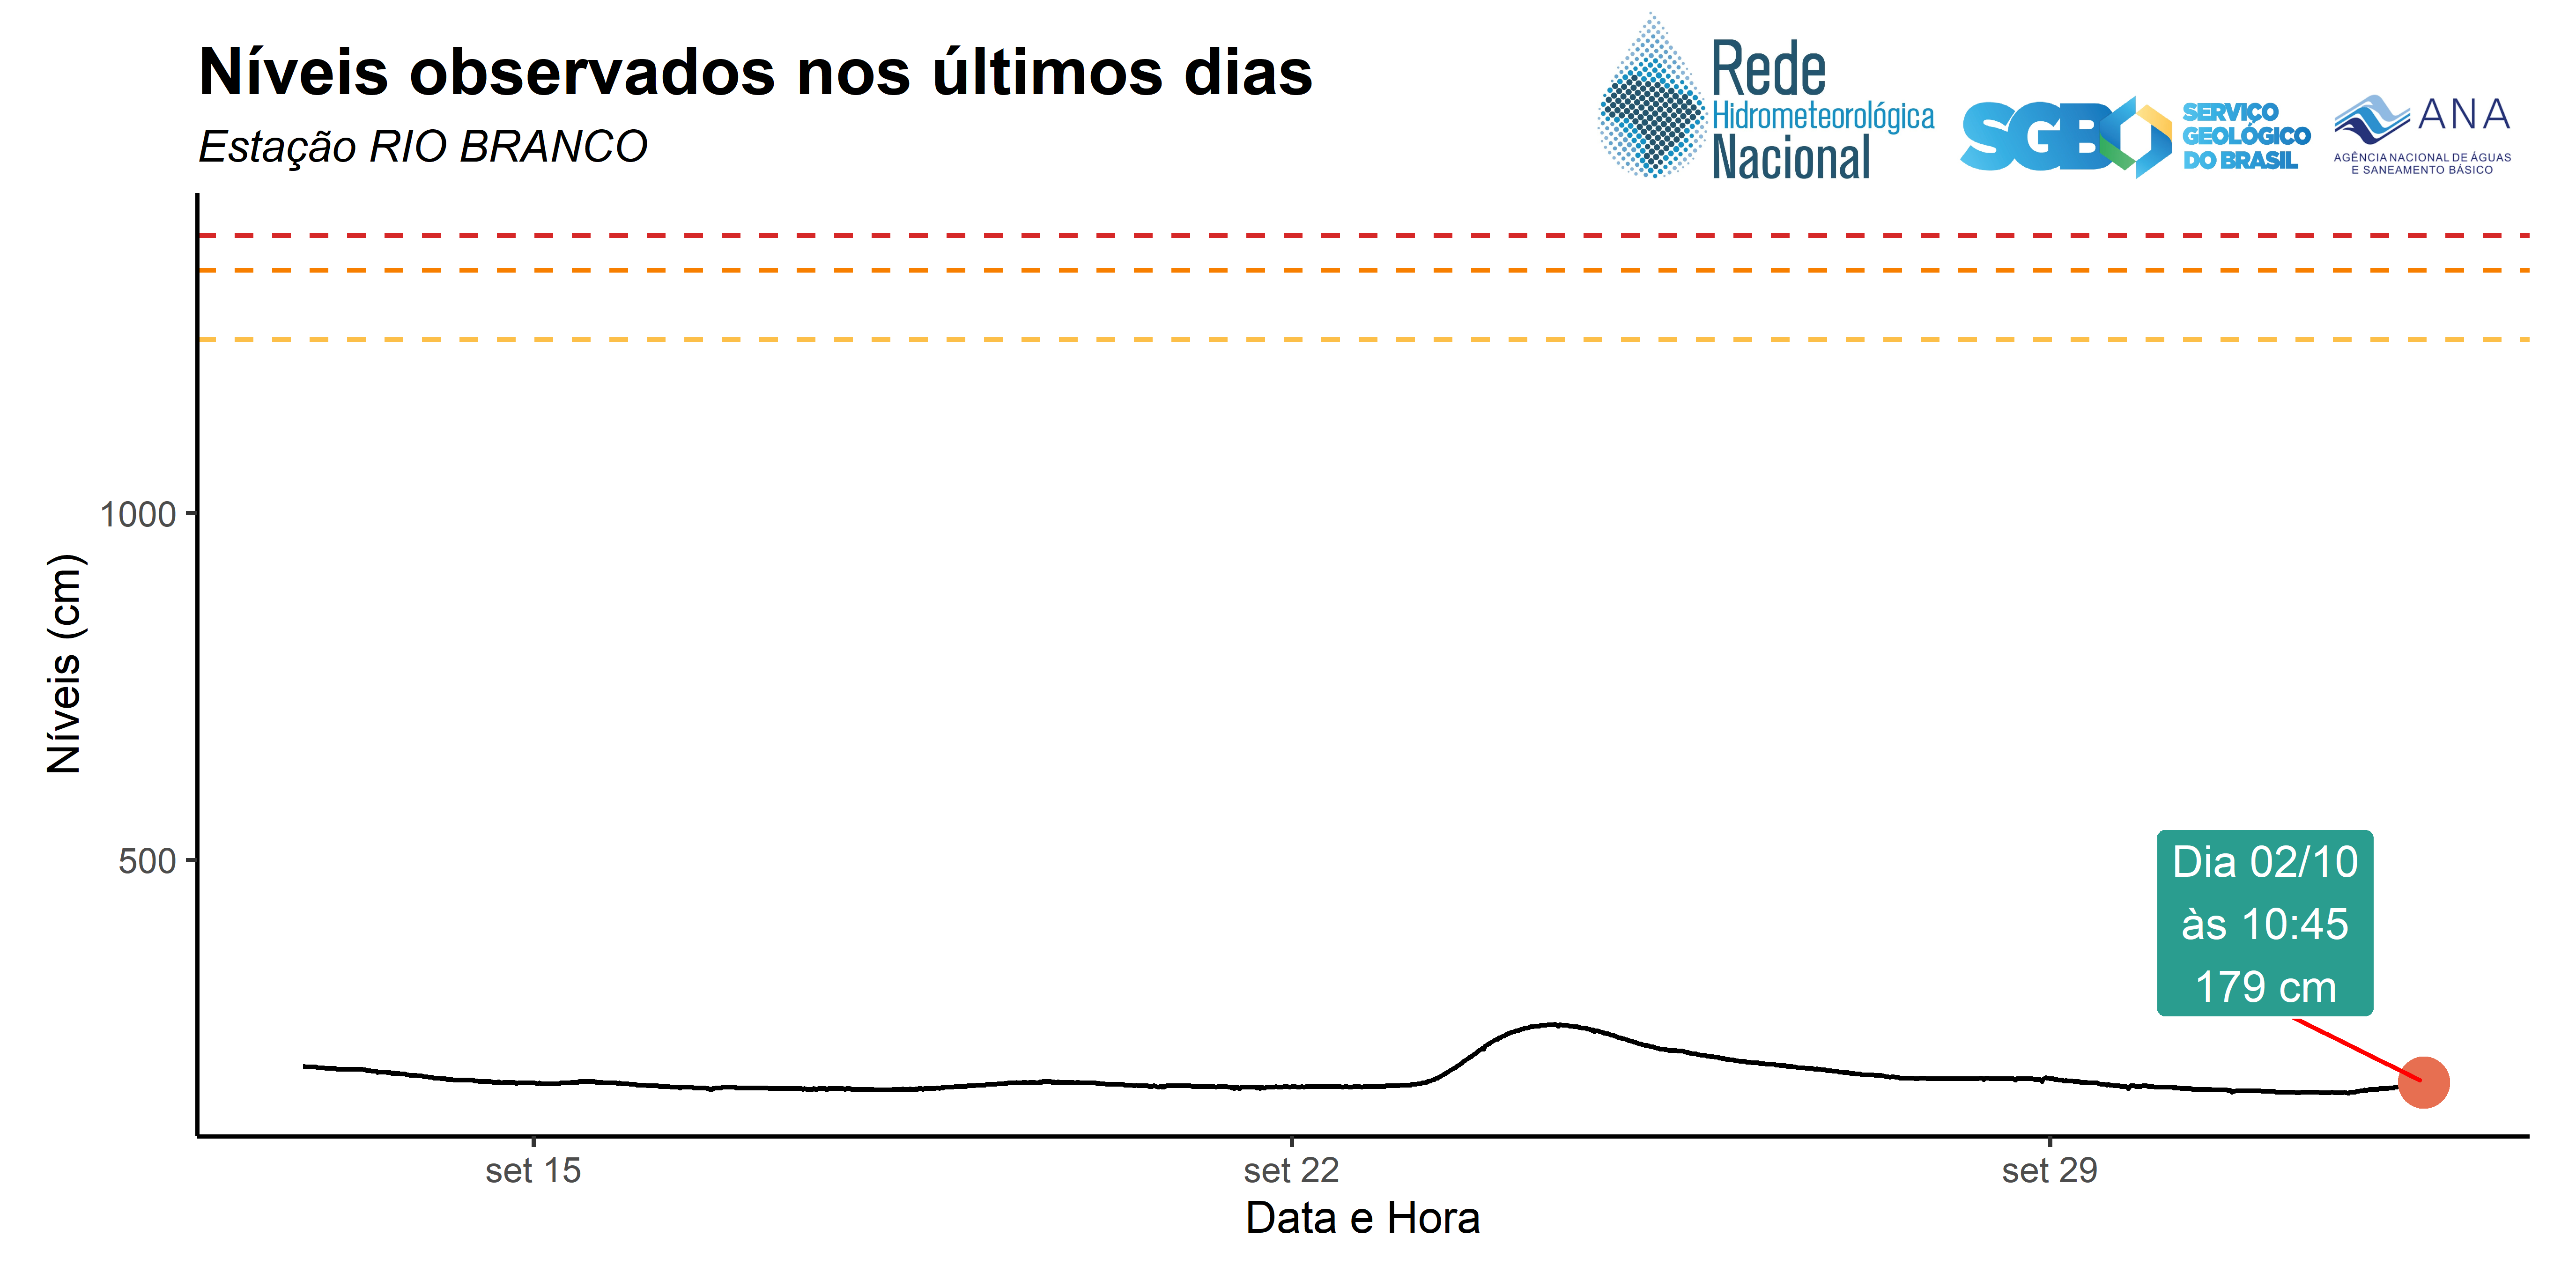 Níveis observados nos últimos dias
Estação RIO BRANCO
Rede
Hidrometeorológica
Nacional
SGB
SERVIÇO
GEOLÓGICO
DO BRASIL
ANA
AGÊNCIA NACIONAL DE ÁGUAS
E SANEAMENTO BÁSICO
Níveis (cm)
1000
500
Dia 02/10
às 10:45
179 cm
set 15
set 22
set 29
Data e Hora